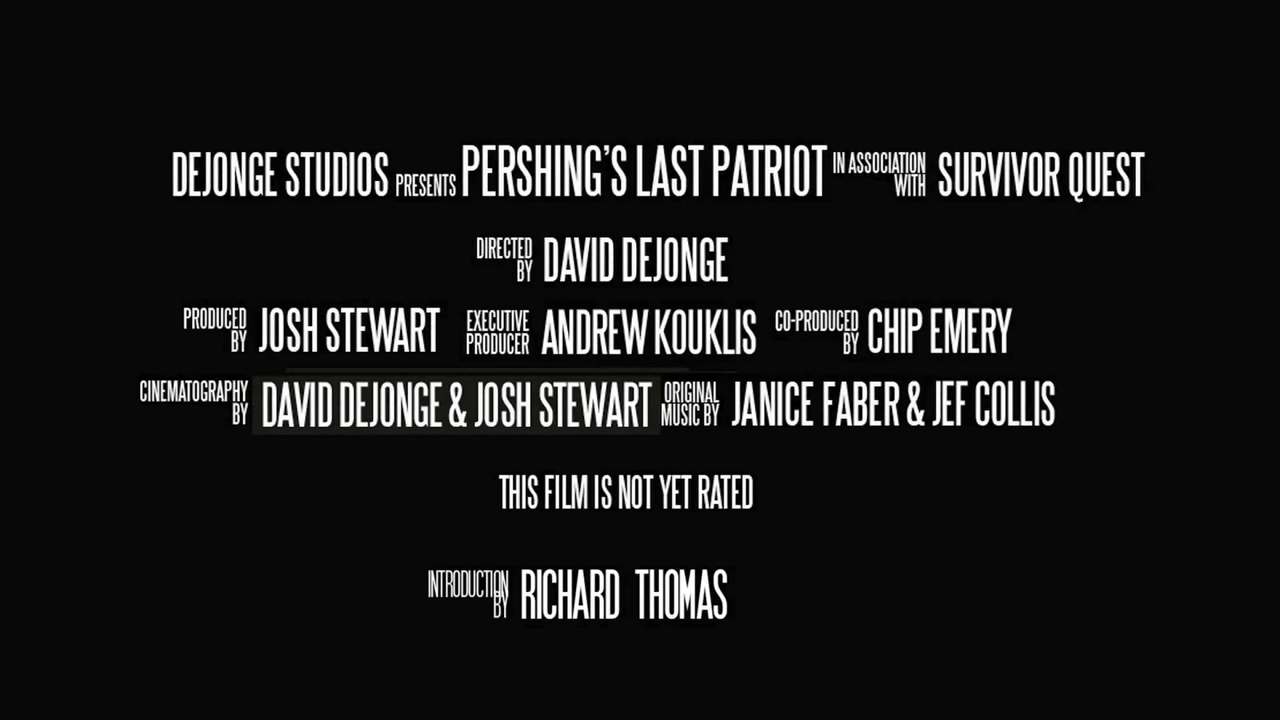 DEJONGE STUDIOS PRESENTS PERSHING'S LAST PATRIOT IN ASSOCIATION WITH SURVIVOR QUEST
DIRECTED BY DAVID DEJONGE
PRODUCED BY JOSH STEWART EXECUTIVE PRODUCER ANDREW KOUKLIS CO-PRODUCED BY CHIP EMERY
CINEMATOGRAPHY BY DAVID DEJONGE & JOSH STEWART ORIGINAL MUSIC BY JANICE FABER & JEF COLLIS
THIS FILM IS NOT YET RATED
INTRODUCTION BY RICHARD THOMAS